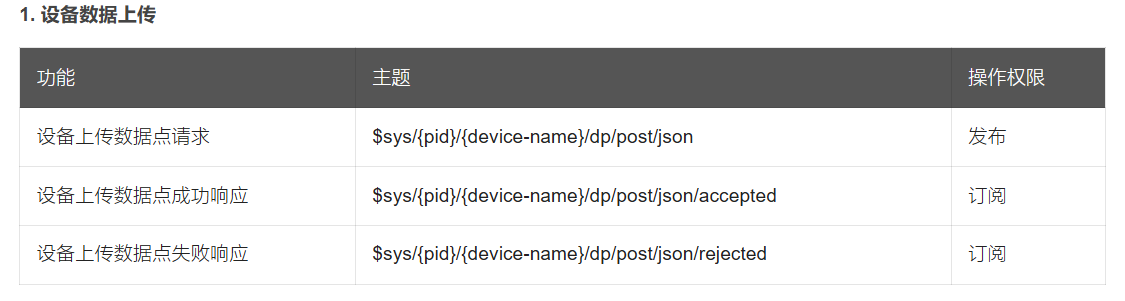 1. 设备数据上传
功能 主题 操作权限
设备上传数据点请求 $sys/{pid}/{device-name}/dp/post/json 发布
设备上传数据点成功响应 $sys/{pid}/{device-name}/dp/post/json/accepted 订阅
设备上传数据点失败响应 $sys/{pid}/{device-name}/dp/post/json/rejected 订阅